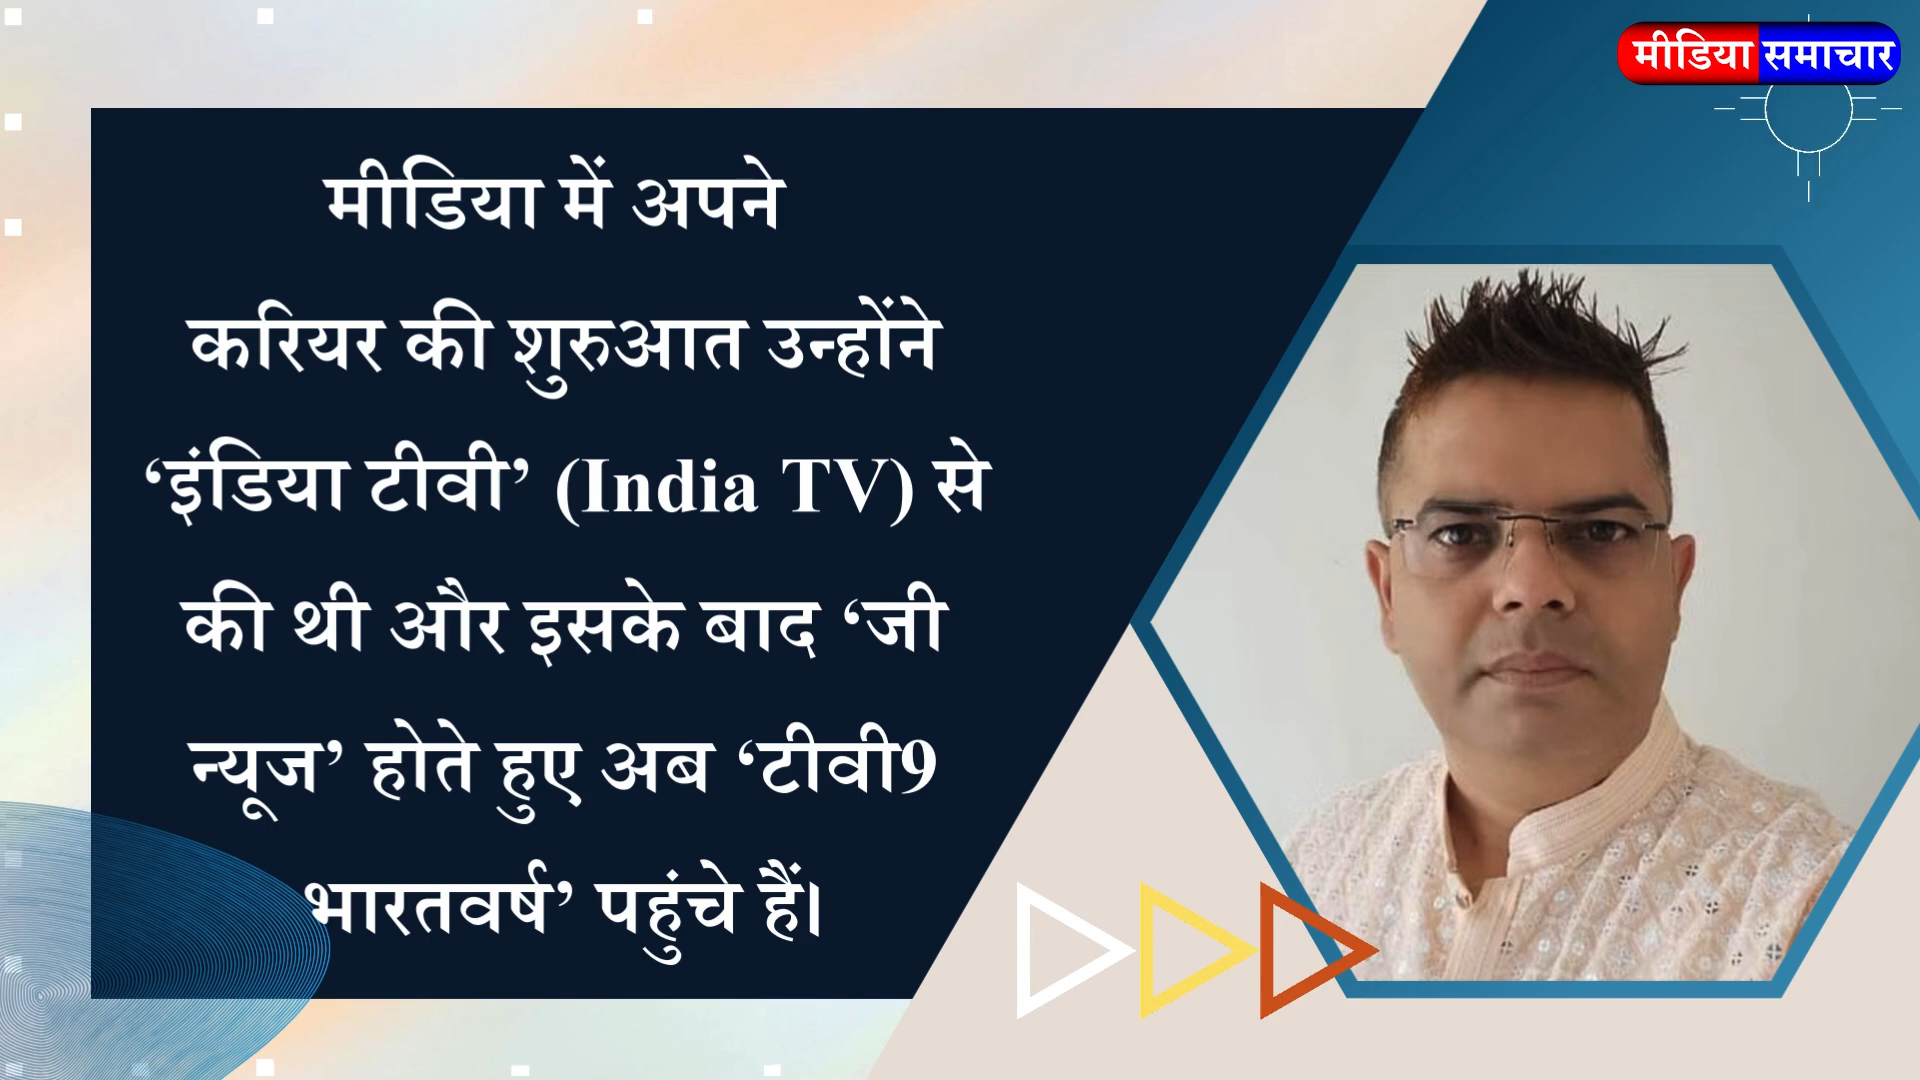 मीडिया समाचार
मीडिया में अपने
करियर की शुरुआत उन्होंने
‘इंडिया टीवी’ (India TV) से
की थी और इसके बाद ‘जी
न्यूज’ होते हुए अब ‘टीवी9
भारतवर्ष’ पहुंचे हैं।